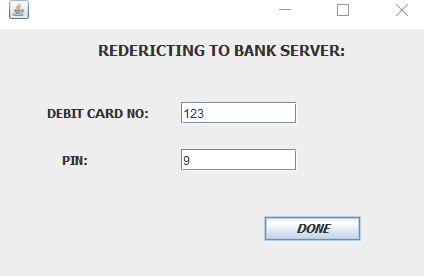 REDERICTING TO BANK SERVER:
DEBIT CARD NO: 123
PIN: 9
DONE